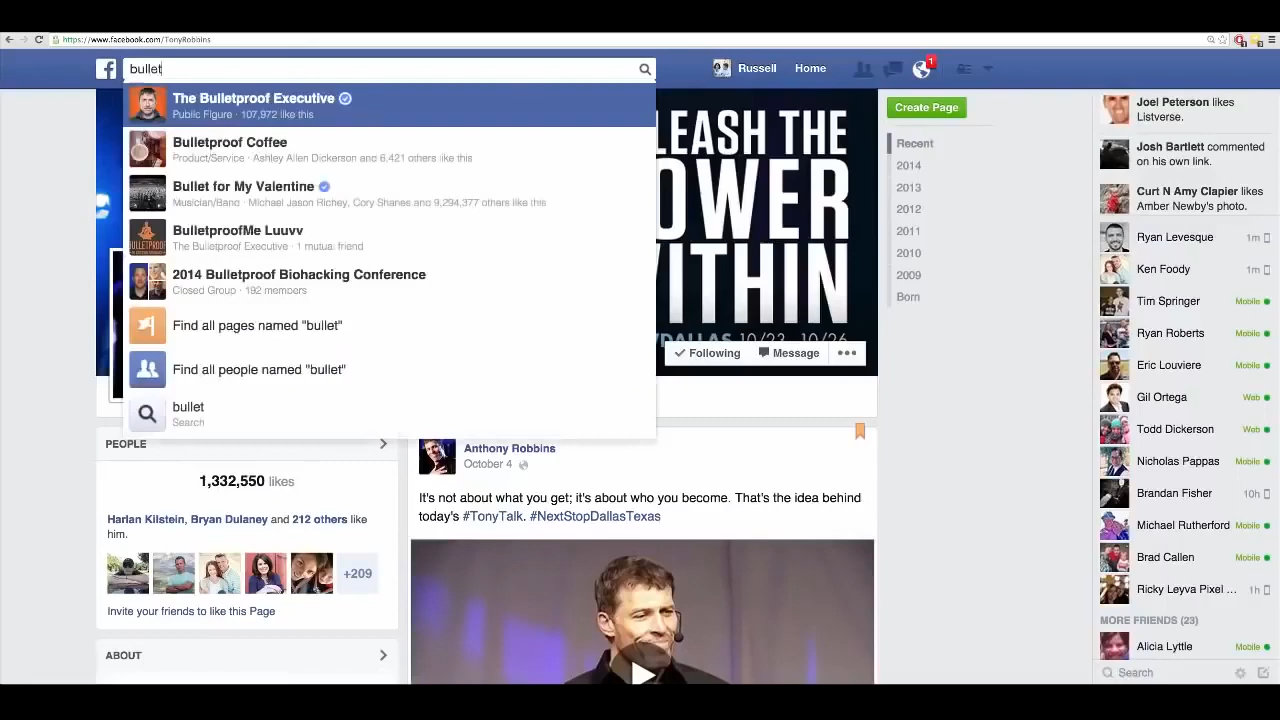 https://www.facebook.com/TonyRobbins
bullet
Russell
Home
1
The Bulletproof Executive
Public Figure · 107,972 like this
Bulletproof Coffee
Product/Service · Ashley Allen Dickerson and 6,421 others like this
Bullet for My Valentine
Musician/Band · Michael Jason Richey, Cory Shanes and 9,294,377 others like this
BulletproofMe Luuvv
The Bulletproof Executive · 1 mutual friend
2014 Bulletproof Biohacking Conference
Closed Group · 192 members
Find all pages named "bullet"
Find all people named "bullet"
bullet
Search
LEASH THE
OWER
WITHIN
DALLAS 10/23 - 10/26
Following
Message
Create Page
Recent
2014
2013
2012
2011
2010
2009
Born
PEOPLE
1,332,550 likes
Harlan Kilstein, Bryan Dulaney and 212 others like
him.
+209
Invite your friends to like this Page
ABOUT
Anthony Robbins
October 4
It's not about what you get; it's about who you become. That's the idea behind
today's #TonyTalk. #NextStopDallasTexas
Joel Peterson likes
Listverse.
Josh Bartlett commented
on his own link.
Curt N Amy Clapier likes
Amber Newby's photo.
Ryan Levesque 1m
Ken Foody 1m
Tim Springer Mobile
Ryan Roberts Mobile
Eric Louviere Mobile
Gil Ortega Web
Todd Dickerson Web
Nicholas Pappas Mobile
Brandan Fisher 10h
Michael Rutherford Mobile
Brad Callen Mobile
Ricky Leyva Pixel ... 1h
MORE FRIENDS (23)
Alicia Lyttle Mobile
Search